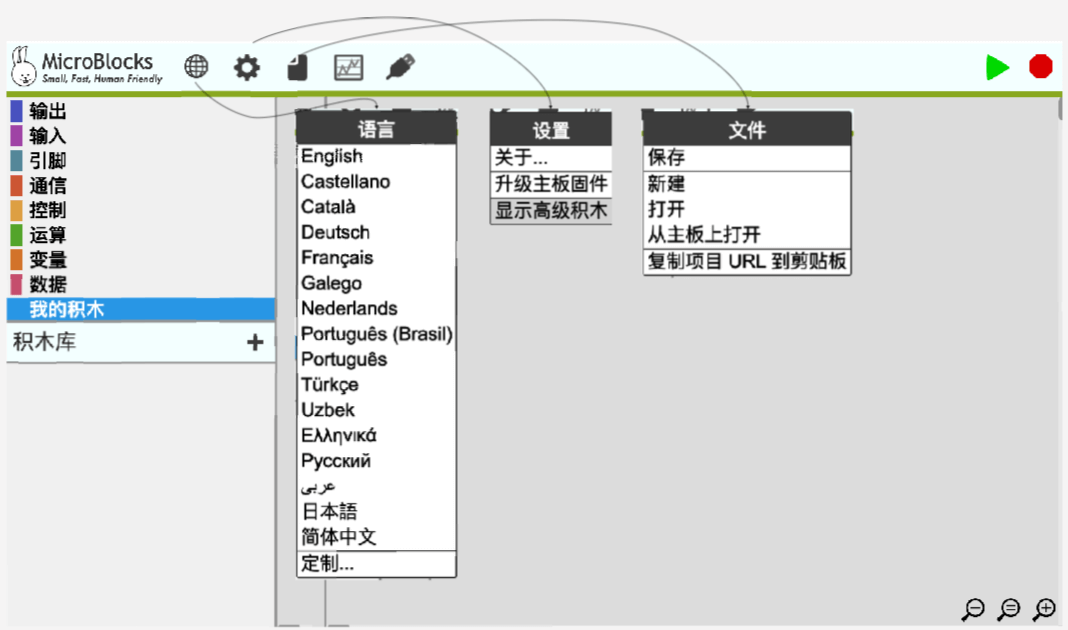 MicroBlocks
Small, Fast, Human Friendly
输出
输入
引脚
通信
控制
运算
变量
数据
我的积木
积木库
语言
English
Castellano
Català
Deutsch
Français
Galego
Nederlands
Português (Brasil)
Português
Türkçe
Uzbek
Ελληνικά
Русский
عربى
日本語
简体中文
定制...
设置
关于...
升级主板固件
显示高级积木
文件
保存
新建
打开
从主板上打开
复制项目 URL 到剪贴板